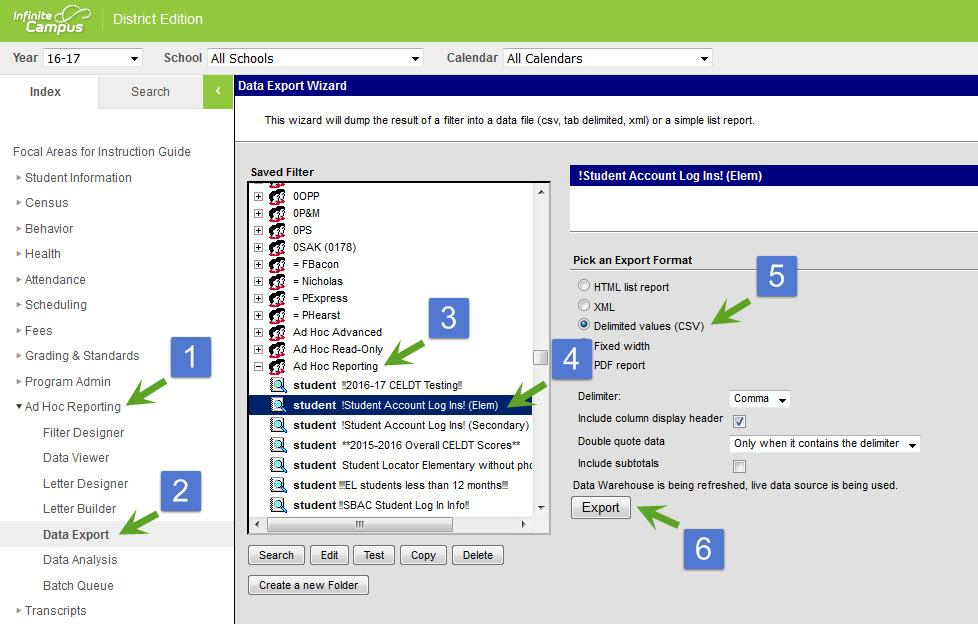 Infinite
Campus
District Edition
Year 16-17 School All Schools Calendar All Calendars
Index Search
Focal Areas for Instruction Guide
Student Information
Census
Behavior
Health
Attendance
Scheduling
Fees
Grading & Standards
Program Admin
Ad Hoc Reporting
Filter Designer
Data Viewer
Letter Designer
Letter Builder
Data Export
Data Analysis
Batch Queue
Transcripts
1
2
Data Export Wizard
This wizard will dump the result of a filter into a data file (csv, tab delimited, xml) or a simple list report.
Saved Filter
0OPP
0P&M
0PS
0SAK (0178)
= FBacon
= Nicholas
= PExpress
= PHearst
Ad Hoc Advanced
Ad Hoc Read-Only
Ad Hoc Reporting
student !!2016-17 CELDT Testing!!
student !Student Account Log Ins! (Elem)
student !Student Account Log Ins! (Secondary)
student **2015-2016 Overall CELDT Scores**
student Student Locator Elementary without pho
student !!!EL students less than 12 months!!!
student !!SBAC Student Log In Info!!
3
4
Search Edit Test Copy Delete
Create a new Folder
!Student Account Log Ins! (Elem)
Pick an Export Format
HTML list report
XML
Delimited values (CSV)
Fixed width
PDF report
5
Delimiter: Comma
Include column display header
Double quote data Only when it contains the delimiter
Include subtotals
Data Warehouse is being refreshed, live data source is being used.
Export
6